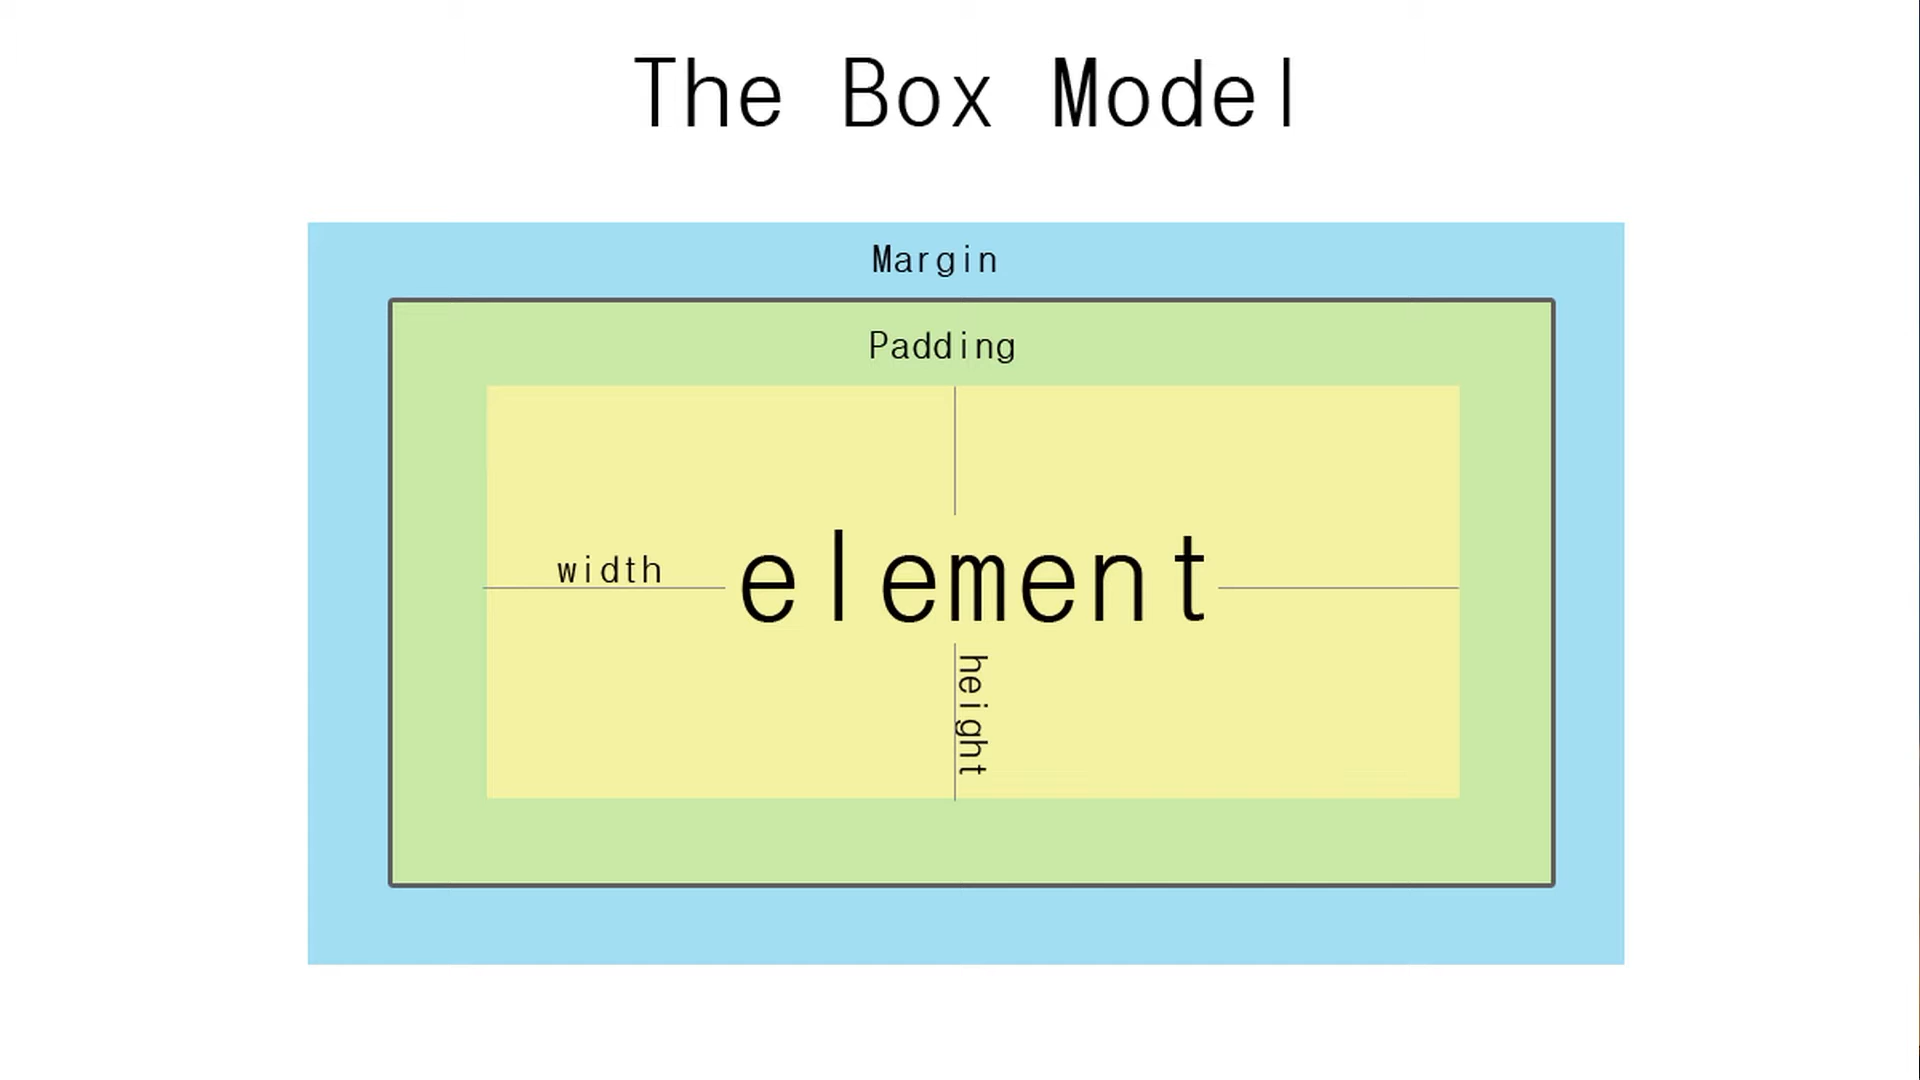 The Box Model
Margin
Padding
width
element
height